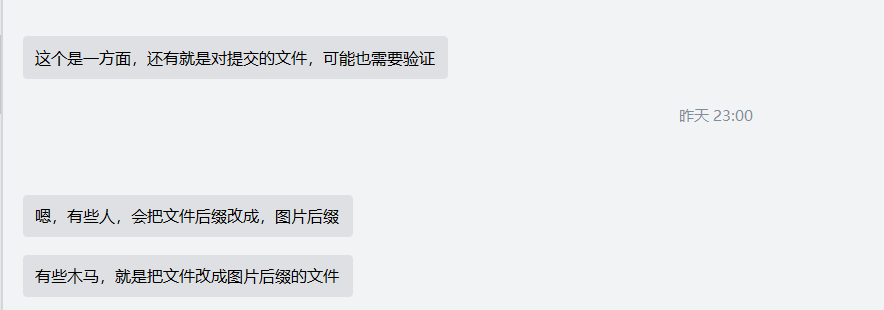 这个是一方面，还有就是对提交的文件，可能也需要验证
昨天 23:00
嗯，有些人，会把文件后缀改成，图片后缀
有些木马，就是把文件改成图片后缀的文件